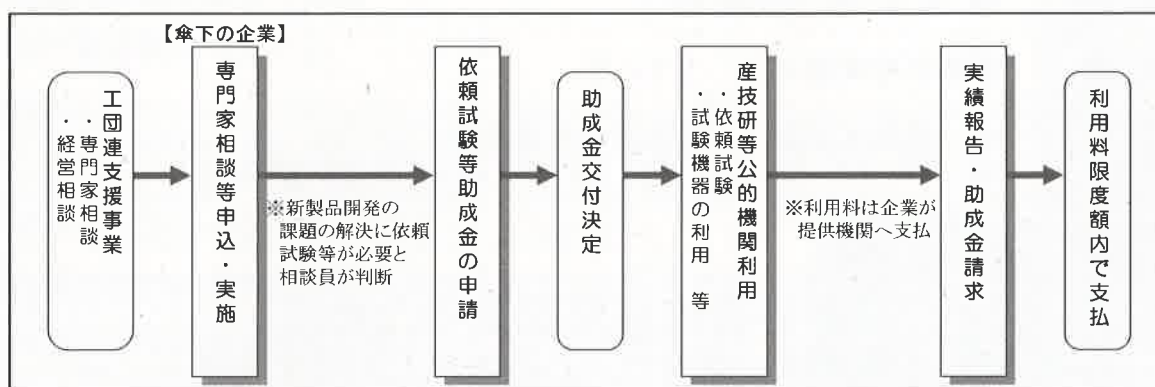 【傘下の企業】
工団連支援事業
・専門家相談
・経営相談
専門家相談等申込・実施
※新製品開発の
課題の解決に依頼
試験等が必要と
相談員が判断
依頼試験等助成金の申請
助成金交付決定
産技研等公的機関利用
・依頼試験
・試験機器の利用 等
※利用料は企業が
提供機関へ支払
実績報告・助成金請求
利用料限度額内で支払